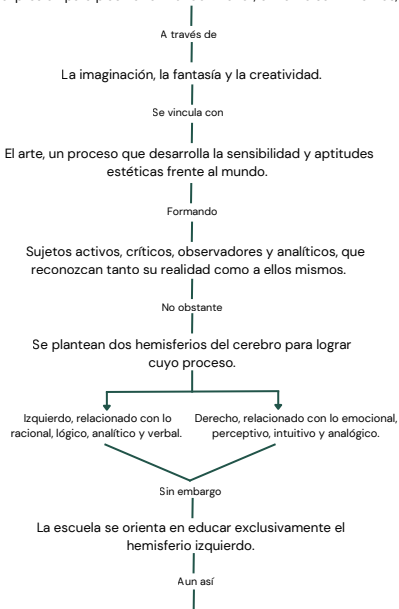 A través de
La imaginación, la fantasía y la creatividad.
Se vincula con
El arte, un proceso que desarrolla la sensibilidad y aptitudes
estéticas frente al mundo.
Formando
Sujetos activos, críticos, observadores y analíticos, que
reconozcan tanto su realidad como a ellos mismos.
No obstante
Se plantean dos hemisferios del cerebro para lograr
cuyo proceso.
Izquierdo, relacionado con lo
racional, lógico, analítico y verbal.
Derecho, relacionado con lo emocional,
perceptivo, intuitivo y analógico.
Sin embargo
La escuela se orienta en educar exclusivamente el
hemisferio izquierdo.
Aun así